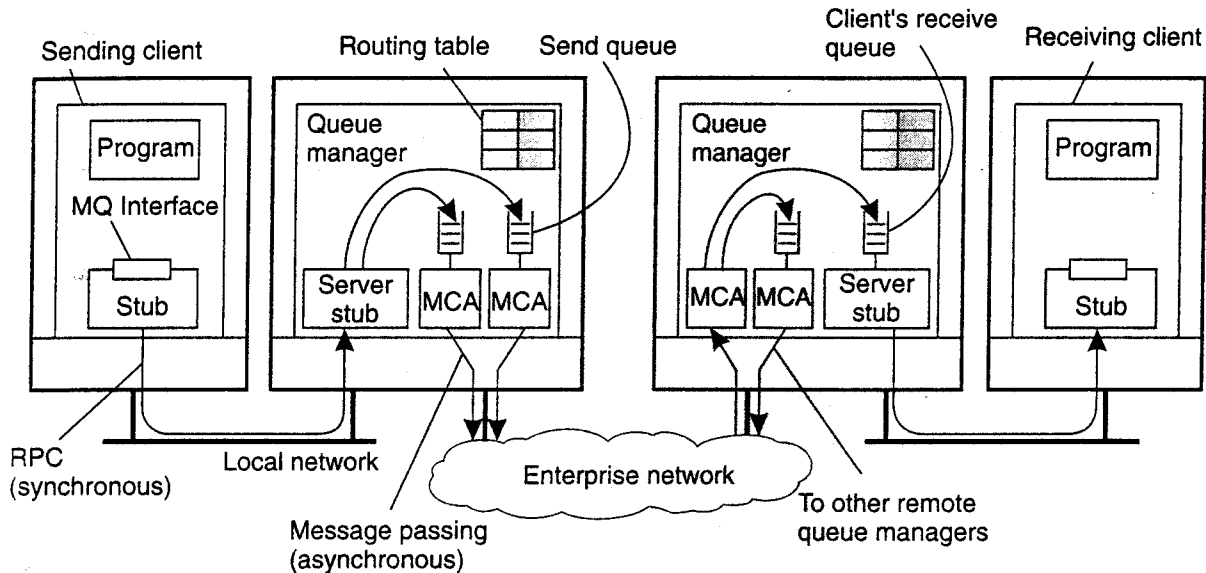 Sending client
Routing table
Send queue
Client's receive
queue
Receiving client
Program
MQ Interface
Stub
Queue
manager
Server
stub
MCA
MCA
Queue
manager
MCA
MCA
Server
stub
Program
Stub
RPC
(synchronous)
Local network
Message passing
(asynchronous)
Enterprise network
To other remote
queue managers